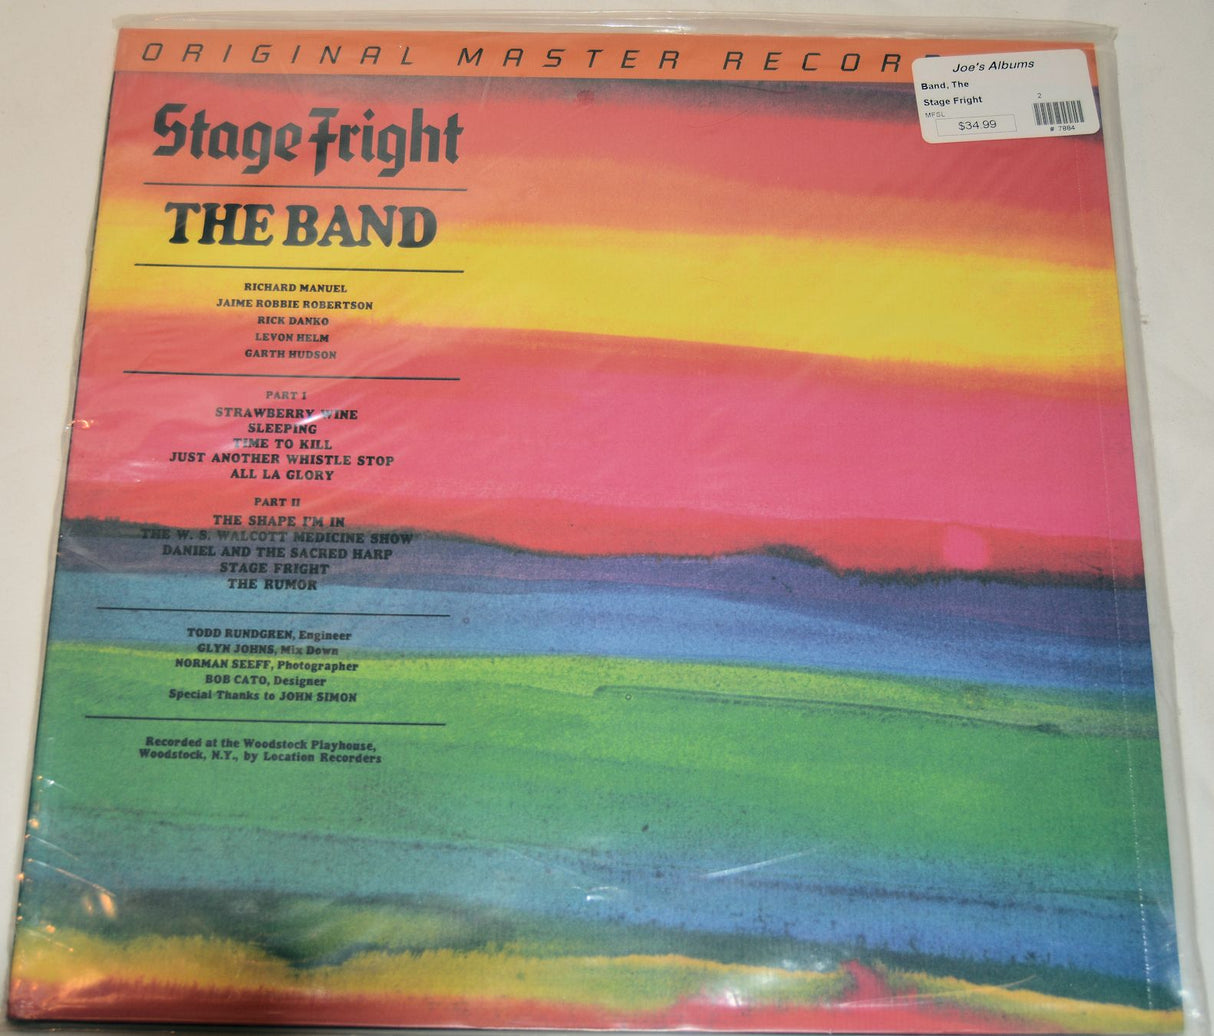 ORIGINAL MASTER RECOR
Joe's Albums
Band, The
Stage Fright
MFSL
2
$34.99
# 7884
Stage Fright
THE BAND
RICHARD MANUEL
JAIME ROBBIE ROBERTSON
RICK DANKO
LEVON HELM
GARTH HUDSON
PART I
STRAWBERRY WINE
SLEEPING
TIME TO KILL
JUST ANOTHER WHISTLE STOP
ALL LA GLORY
PART II
THE SHAPE I'M IN
THE W. S. WALCOTT MEDICINE SHOW
DANIEL AND THE SACRED HARP
STAGE FRIGHT
THE RUMOR
TODD RUNDGREN, Engineer
GLYN JOHNS, Mix Down
NORMAN SEEFF, Photographer
BOB CATO, Designer
Special Thanks to JOHN SIMON
Recorded at the Woodstock Playhouse,
Woodstock, N.Y., by Location Recorders